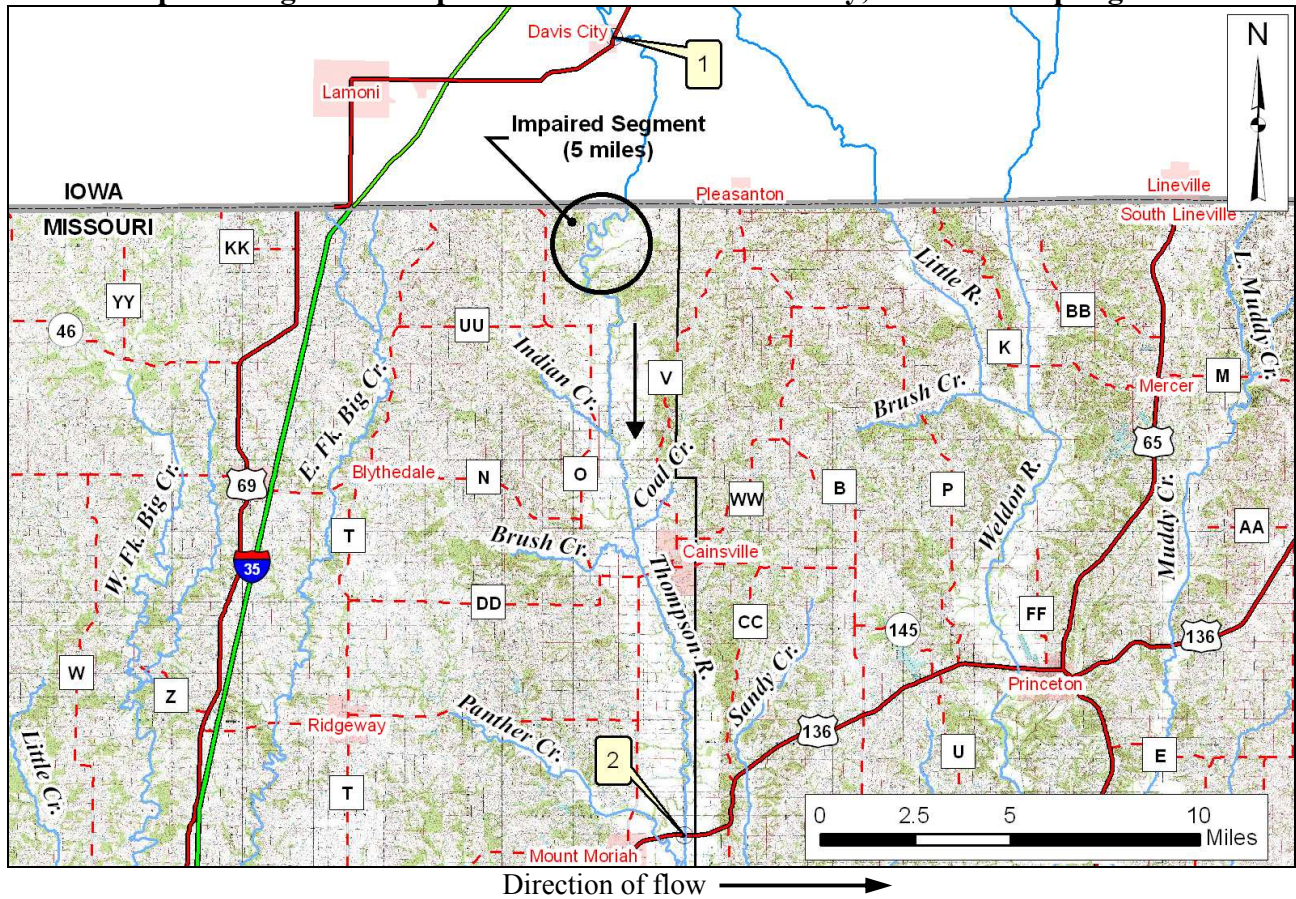 N
Davis City
1
Lamoni
Impaired Segment
(5 miles)
IOWA
MISSOURI
Pleasanton
Lineville
South Lineville
KK
YY
46
UU
Indian Cr.
V
Little R.
K
BB
L. Muddy Cr.
M
Mercer
Brush Cr.
65
E. Fk. Big Cr.
69
Blythedale
N
O
Coal Cr.
WW
B
P
Weldon R.
Muddy Cr.
AA
W. Fk. Big Cr.
35
T
Brush Cr.
Cainsville
Thompson R.
DD
CC
145
FF
136
W
Z
Sandy Cr.
Princeton
Little Cr.
Ridgeway
Panther Cr.
136
2
U
E
T
0 2.5 5 10
Miles
Mount Moriah
Direction of flow